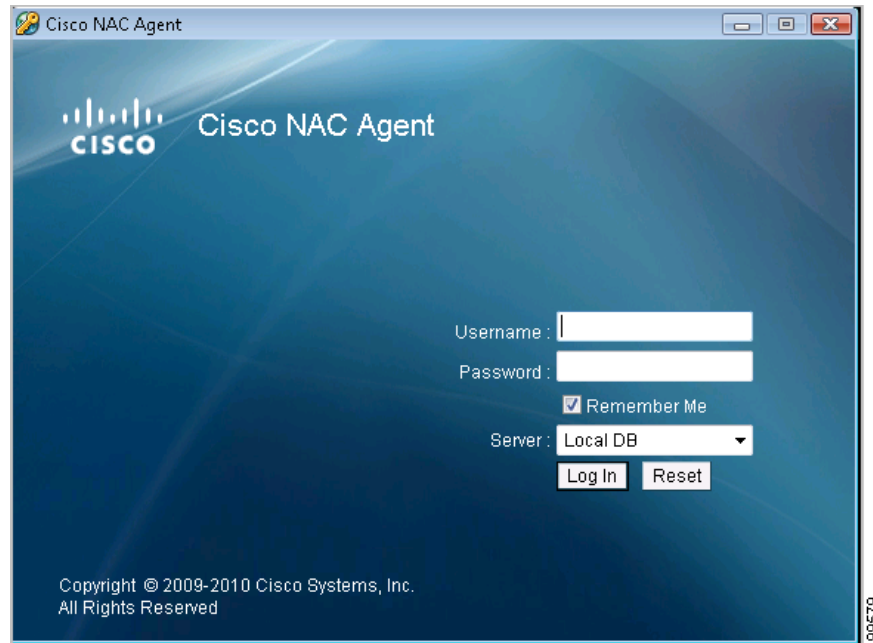 Cisco NAC Agent
CISCO
Cisco NAC Agent
Username :
Password :
Remember Me
Server : Local DB
Log In Reset
Copyright © 2009-2010 Cisco Systems, Inc.
All Rights Reserved